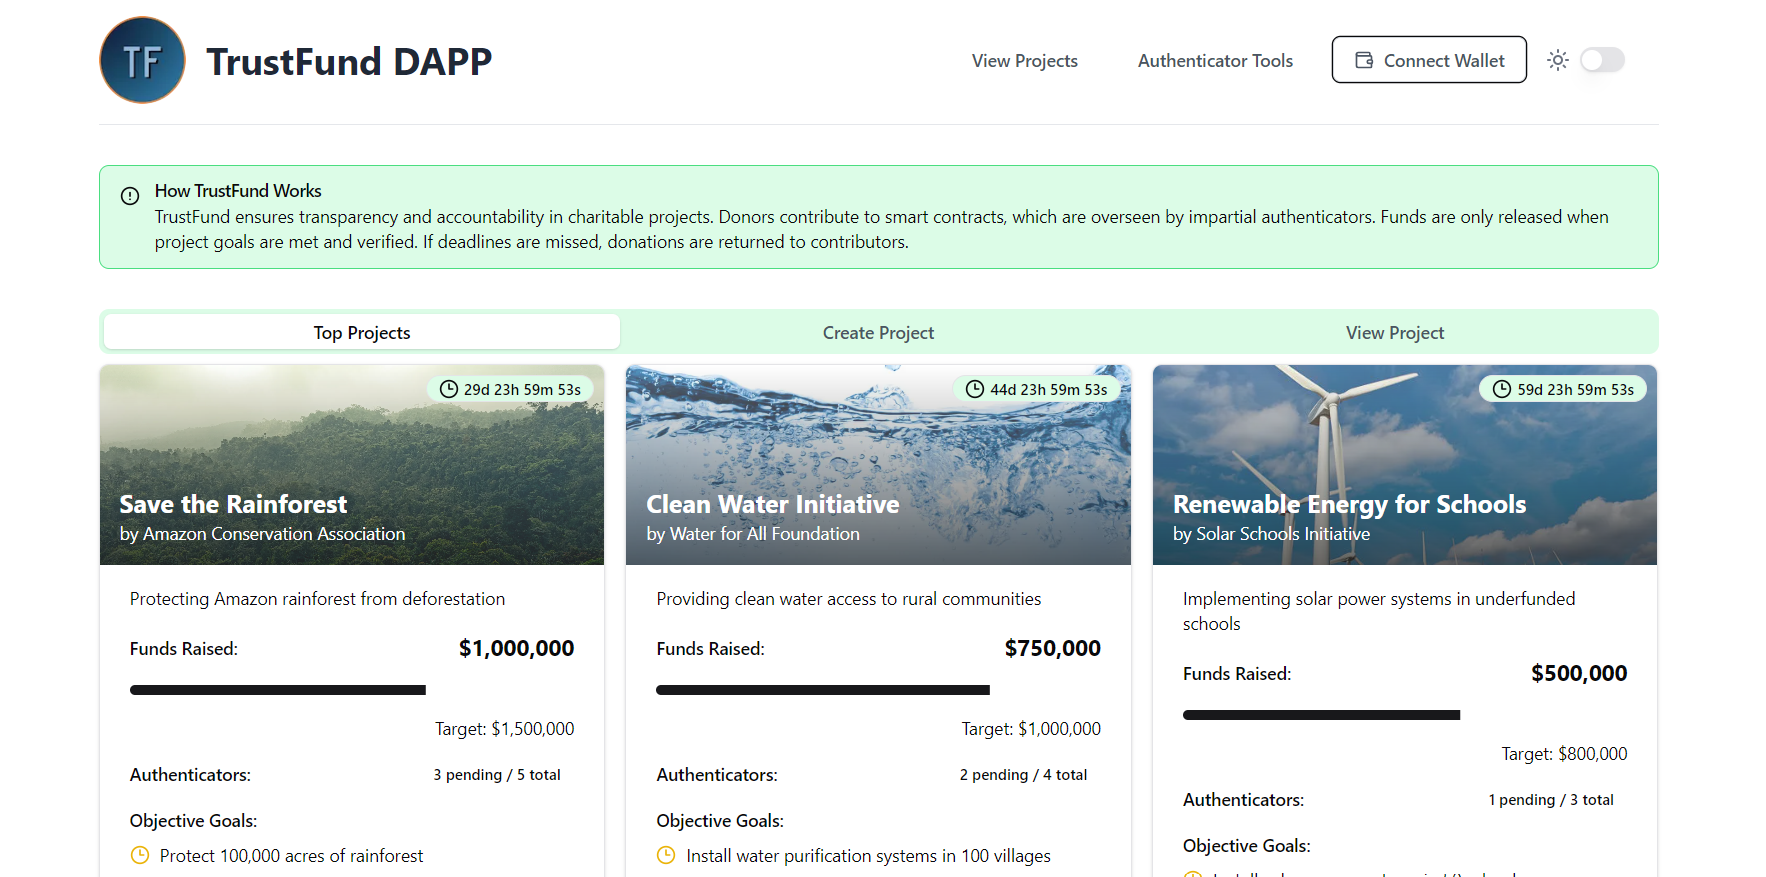 TF
TrustFund DAPP
View Projects
Authenticator Tools
Connect Wallet
How TrustFund Works
TrustFund ensures transparency and accountability in charitable projects. Donors contribute to smart contracts, which are overseen by impartial authenticators. Funds are only released when
project goals are met and verified. If deadlines are missed, donations are returned to contributors.
Top Projects
Create Project
View Project
29d 23h 59m 53s
Save the Rainforest
by Amazon Conservation Association
Protecting Amazon rainforest from deforestation
Funds Raised: $1,000,000
Target: $1,500,000
Authenticators: 3 pending / 5 total
Objective Goals:
Protect 100,000 acres of rainforest
44d 23h 59m 53s
Clean Water Initiative
by Water for All Foundation
Providing clean water access to rural communities
Funds Raised: $750,000
Target: $1,000,000
Authenticators: 2 pending / 4 total
Objective Goals:
Install water purification systems in 100 villages
59d 23h 59m 53s
Renewable Energy for Schools
by Solar Schools Initiative
Implementing solar power systems in underfunded
schools
Funds Raised: $500,000
Target: $800,000
Authenticators: 1 pending / 3 total
Objective Goals: